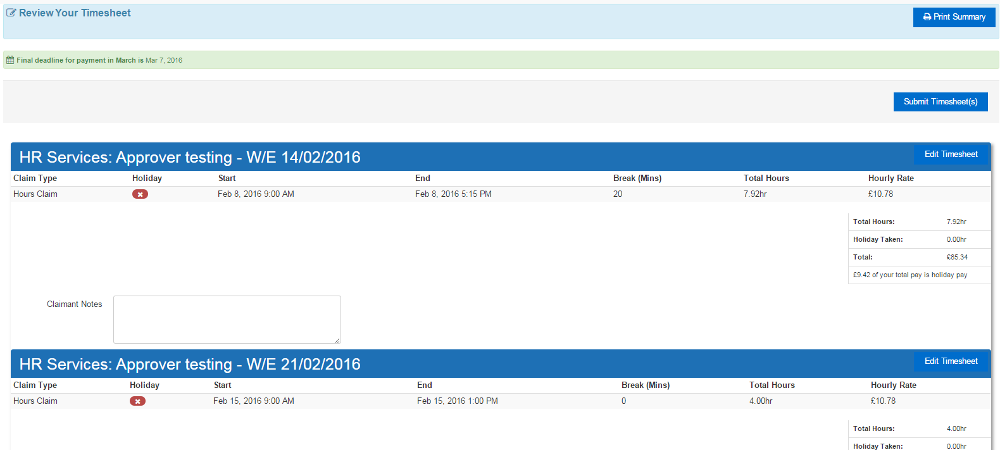 Review Your Timesheet
Print Summary
Final deadline for payment in March is Mar 7, 2016
Submit Timesheet(s)
HR Services: Approver testing - W/E 14/02/2016
Edit Timesheet
Claim Type Holiday Start End Break (Mins) Total Hours Hourly Rate
Hours Claim Feb 8, 2016 9:00 AM Feb 8, 2016 5:15 PM 20 7.92hr £10.78
Total Hours: 7.92hr
Holiday Taken: 0.00hr
Total: £85.34
£9.42 of your total pay is holiday pay
Claimant Notes
HR Services: Approver testing - W/E 21/02/2016
Edit Timesheet
Claim Type Holiday Start End Break (Mins) Total Hours Hourly Rate
Hours Claim Feb 15, 2016 9:00 AM Feb 15, 2016 1:00 PM 0 4.00hr £10.78
Total Hours: 4.00hr
Holiday Taken: 0.00hr